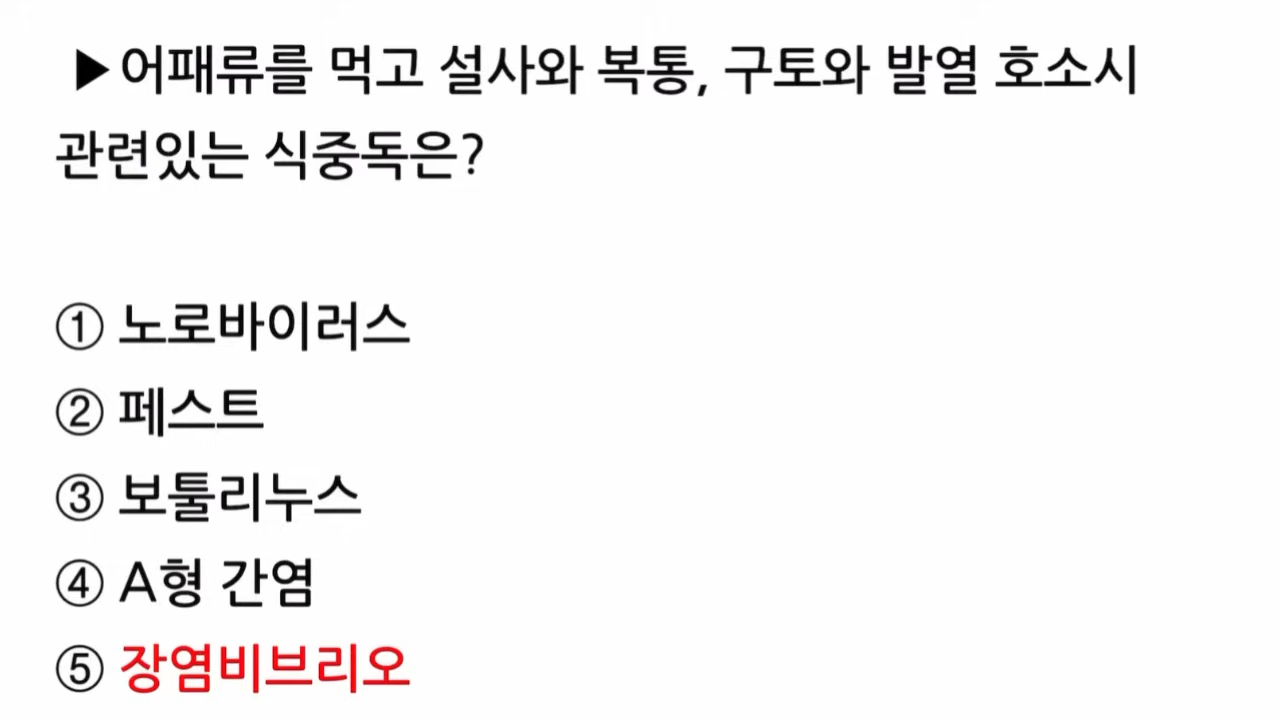 ▶어패류를 먹고 설사와 복통, 구토와 발열 호소시
관련있는 식중독은?
① 노로바이러스
② 페스트
③ 보툴리누스
④ A형 간염
⑤ 장염비브리오